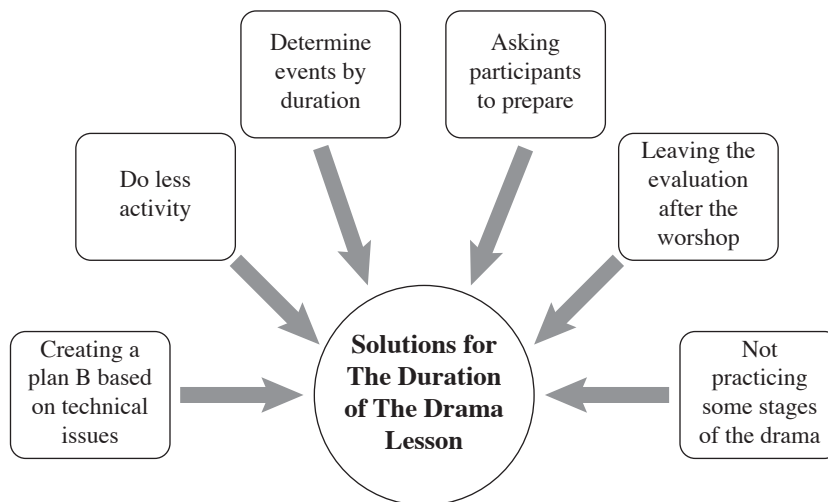 Determine
events by
duration
Asking
participants
to prepare
Do less
activity
Leaving the
evaluation
after the
worshop
Creating a
plan B based
on technical
issues
Solutions for
The Duration
of The Drama
Lesson
Not
practicing
some stages
of the drama